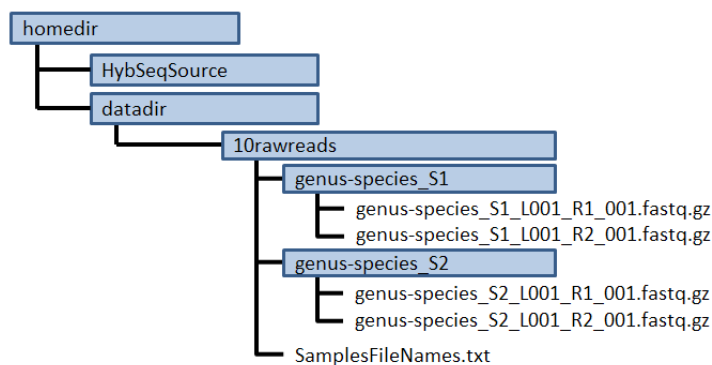 homedir
HybSeqSource
datadir
10rawreads
genus-species_S1
genus-species_S1_L001_R1_001.fastq.gz
genus-species_S1_L001_R2_001.fastq.gz
genus-species_S2
genus-species_S2_L001_R1_001.fastq.gz
genus-species_S2_L001_R2_001.fastq.gz
SamplesFileNames.txt